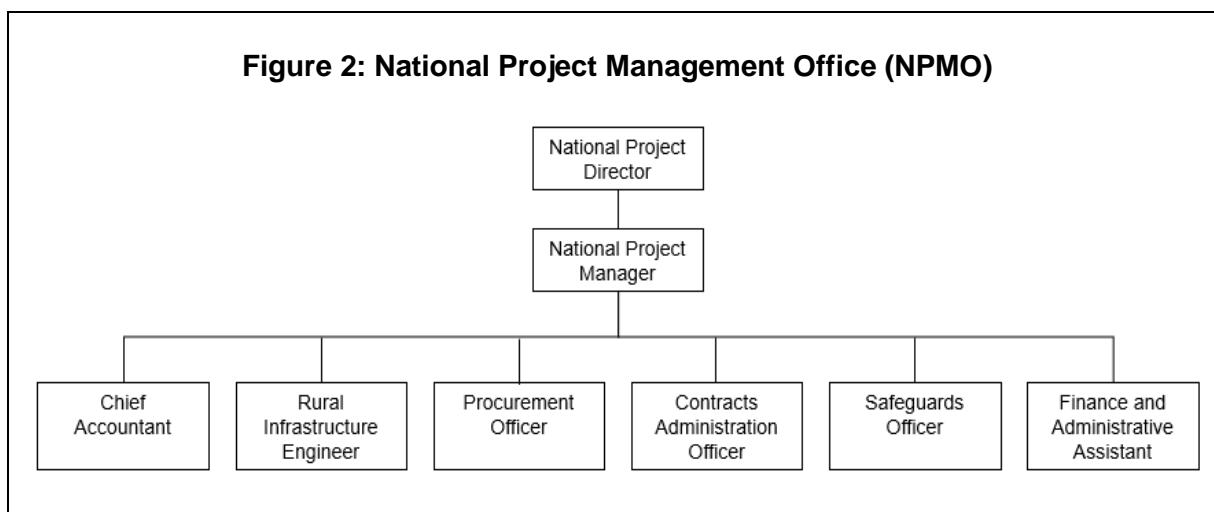 Figure 2: National Project Management Office (NPMO)
National Project
Director
National Project
Manager
Chief
Accountant
Rural
Infrastructure
Engineer
Procurement
Officer
Contracts
Administration
Officer
Safeguards
Officer
Finance and
Administrative
Assistant